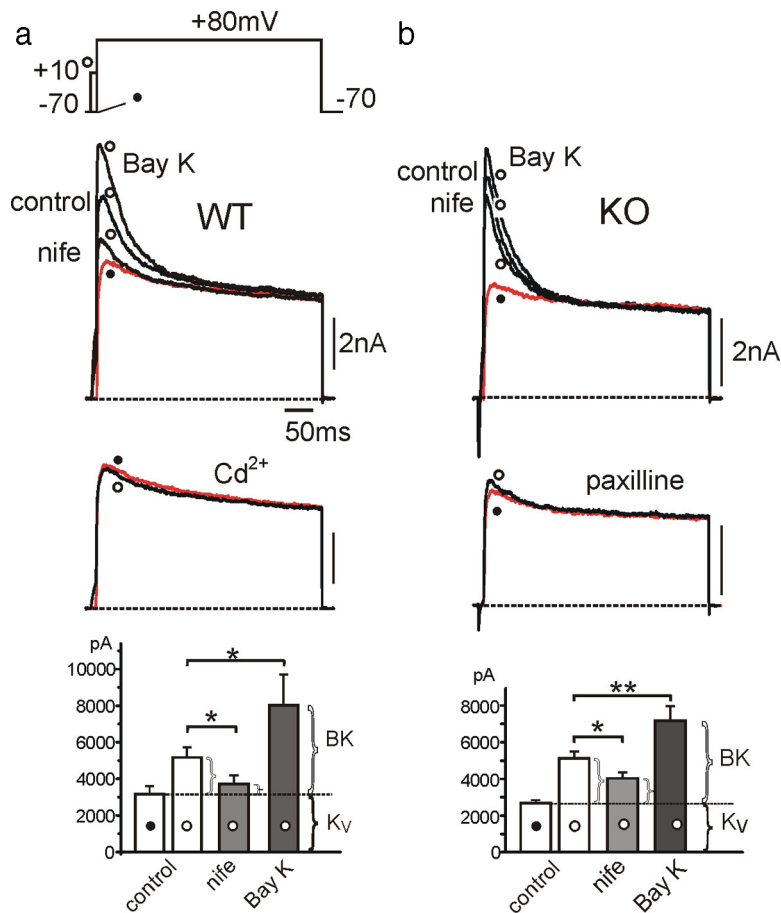 a
+80mV
+10
-70
-70
Bay K
control
WT
nife
2nA
50ms
Cd2+
pA
10000
8000
6000
4000
2000
0
*
*
BK
KV
control
nife
Bay K
b
Bay K
control
nife
KO
2nA
paxilline
pA
8000
6000
4000
2000
0
**
*
BK
KV
control
nife
Bay K